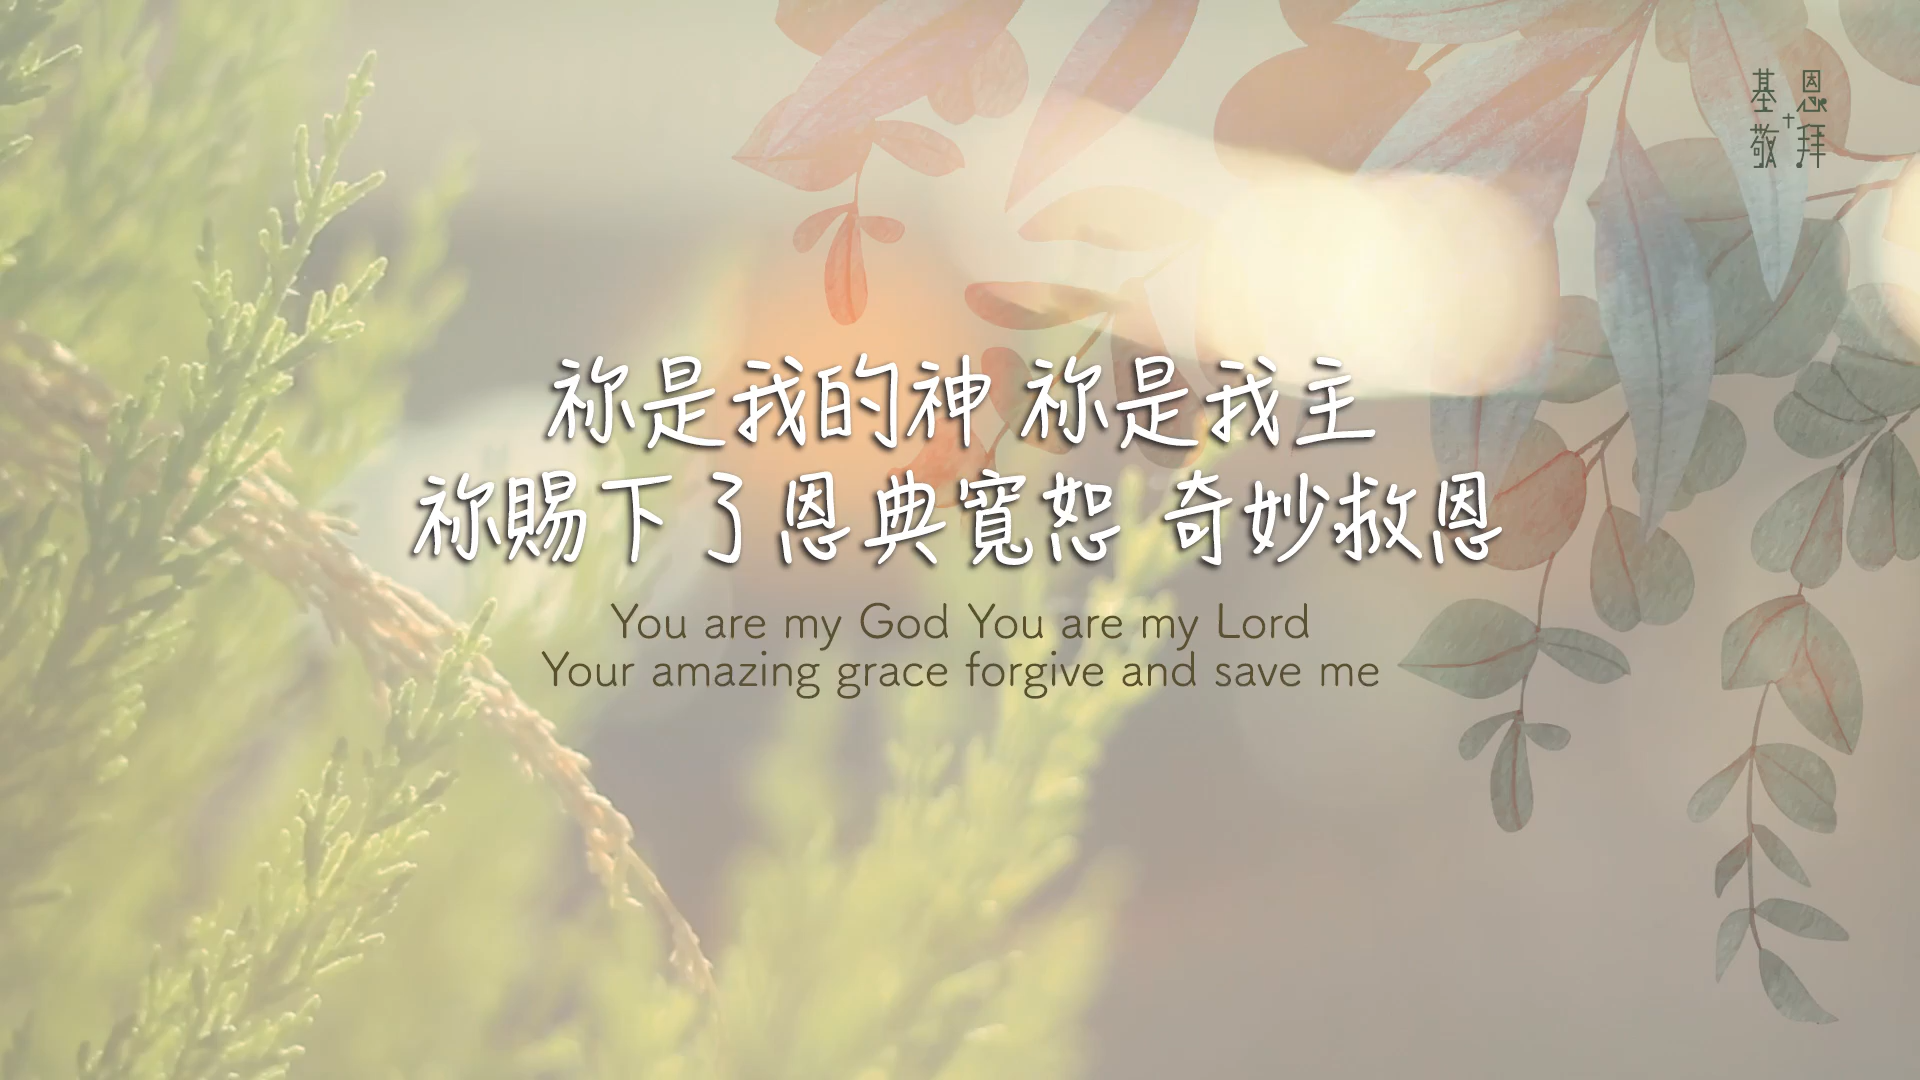 基恩
敬拜
祢是我的神 祢是我主
祢賜下了恩典寬恕 奇妙救恩
You are my God You are my Lord
Your amazing grace forgive and save me